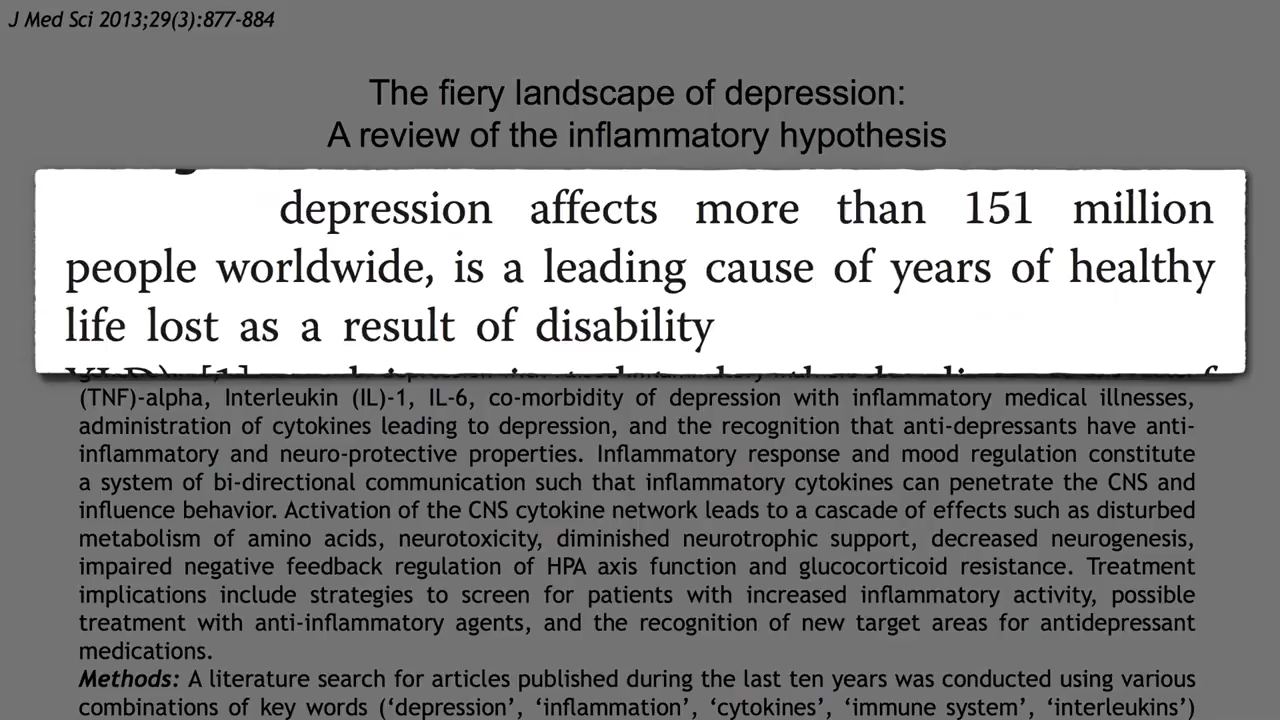 J Med Sci 2013;29(3):877-884
The fiery landscape of depression:
A review of the inflammatory hypothesis
depression affects more than 151 million
people worldwide, is a leading cause of years of healthy
life lost as a result of disability
(TNF)-alpha, Interleukin (IL)-1, IL-6, co-morbidity of depression with inflammatory medical illnesses,
administration of cytokines leading to depression, and the recognition that anti-depressants have anti-
inflammatory and neuro-protective properties. Inflammatory response and mood regulation constitute
a system of bi-directional communication such that inflammatory cytokines can penetrate the CNS and
influence behavior. Activation of the CNS cytokine network leads to a cascade of effects such as disturbed
metabolism of amino acids, neurotoxicity, diminished neurotrophic support, decreased neurogenesis,
impaired negative feedback regulation of HPA axis function and glucocorticoid resistance. Treatment
implications include strategies to screen for patients with increased inflammatory activity, possible
treatment with anti-inflammatory agents, and the recognition of new target areas for antidepressant
medications.
Methods: A literature search for articles published during the last ten years was conducted using various
combinations of key words (‘depression’, ‘inflammation’, ‘cytokines’, ‘immune system’, ‘interleukins’)